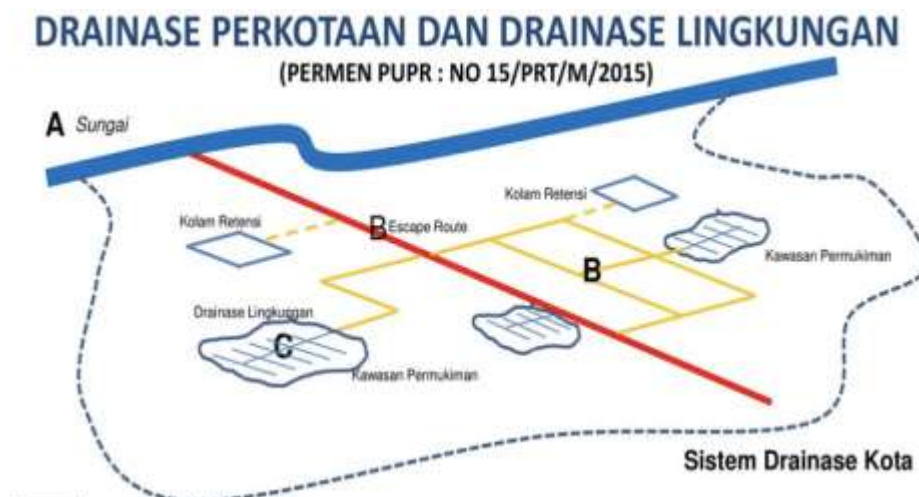 DRAINASE PERKOTAAN DAN DRAINASE LINGKUNGAN
(PERMEN PUPR : NO 15/PRT/M/2015)
A Sungai
Kolam Retensi
Kolam Retensi
B Escape Route
B
Kawasan Permukiman
Drainase Lingkungan
C
Kawasan Permukiman
Sistem Drainase Kota